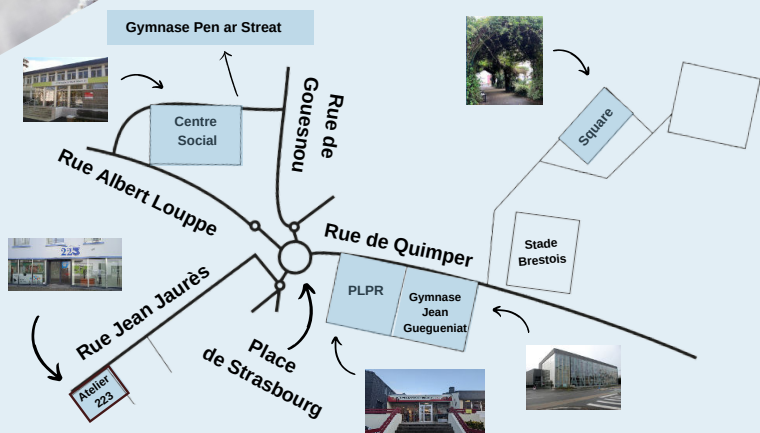 Gymnase Pen ar Streat
Centre
Social
Rue de
Gouesnou
Rue Albert Louppe
Square
Rue de Quimper
Stade
Brestois
223
PLPR
Gymnase
Jean
Guegueniat
Rue Jean Jaurès
Place
de Strasbourg
Atelier
223